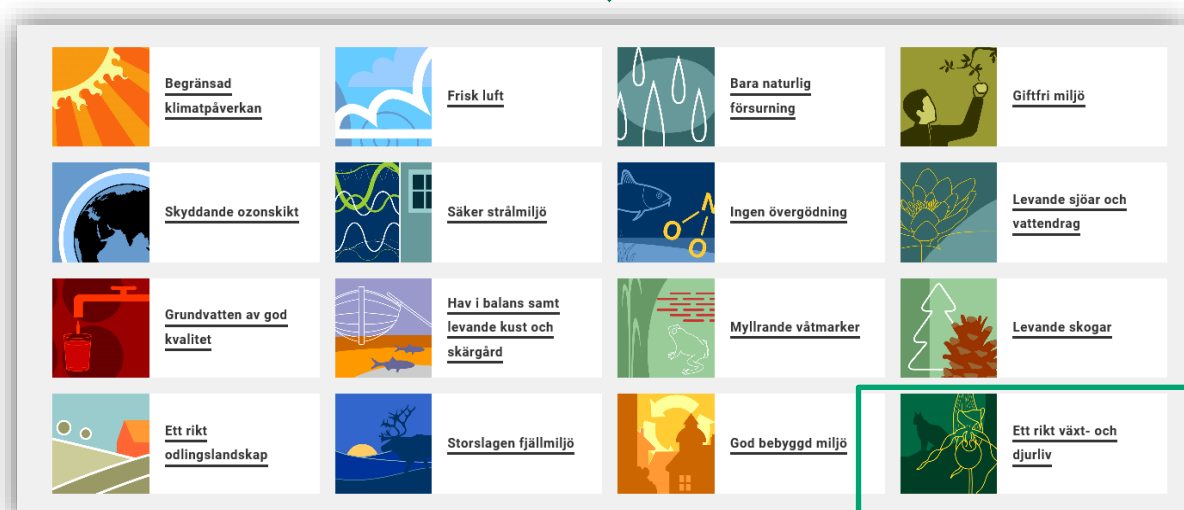 Begränsad
klimatpåverkan
Frisk luft
Bara naturlig
försurning
Giftfri miljö
Skyddande ozonskikt
Säker strålmiljö
Ingen övergödning
Levande sjöar och
vattendrag
Grundvatten av god
kvalitet
Hav i balans samt
levande kust och
skärgård
Myllrande våtmarker
Levande skogar
Ett rikt
odlingslandskap
Storslagen fjällmiljö
God bebyggd miljö
Ett rikt växt- och
djurliv